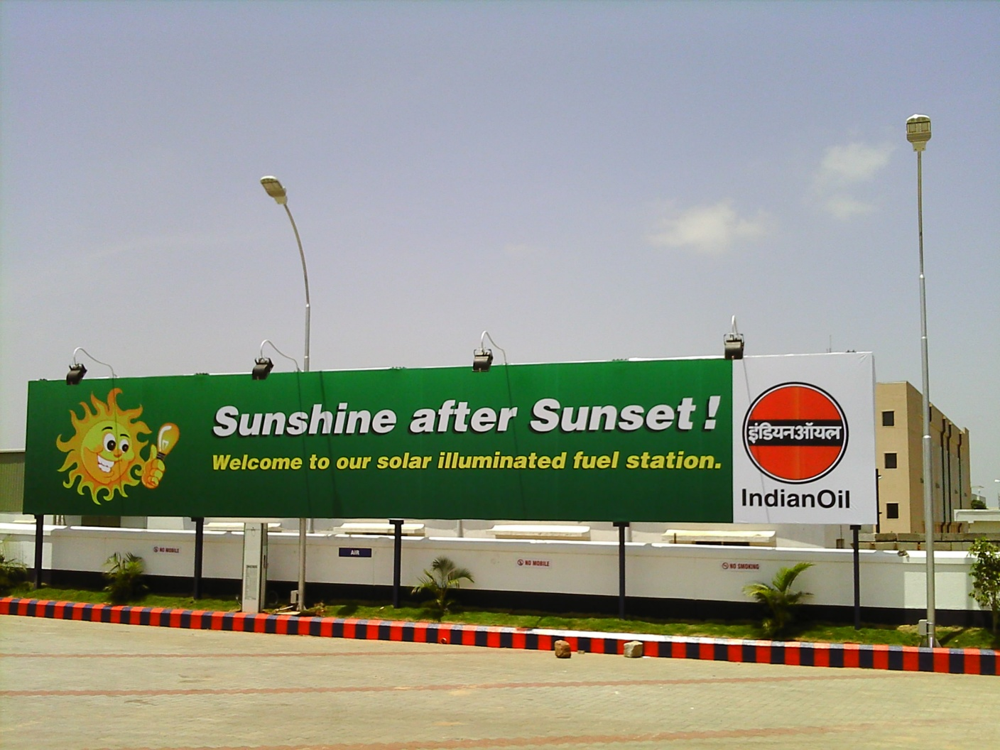 Sunshine after Sunset !
Welcome to our solar illuminated fuel station.
इंडियनऑयल
IndianOil
NO MOBILE
AIR
NO MOBILE
NO SMOKING